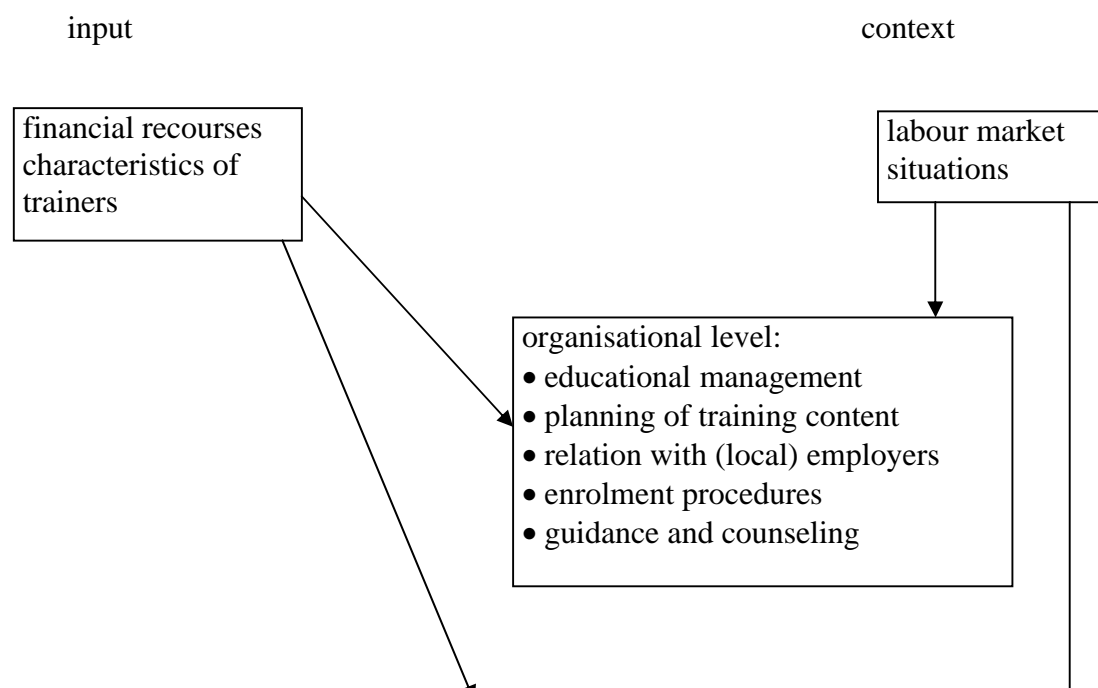 input
context
financial recourses
characteristics of
trainers
labour market
situations
organisational level:
• educational management
• planning of training content
• relation with (local) employers
• enrolment procedures
• guidance and counseling